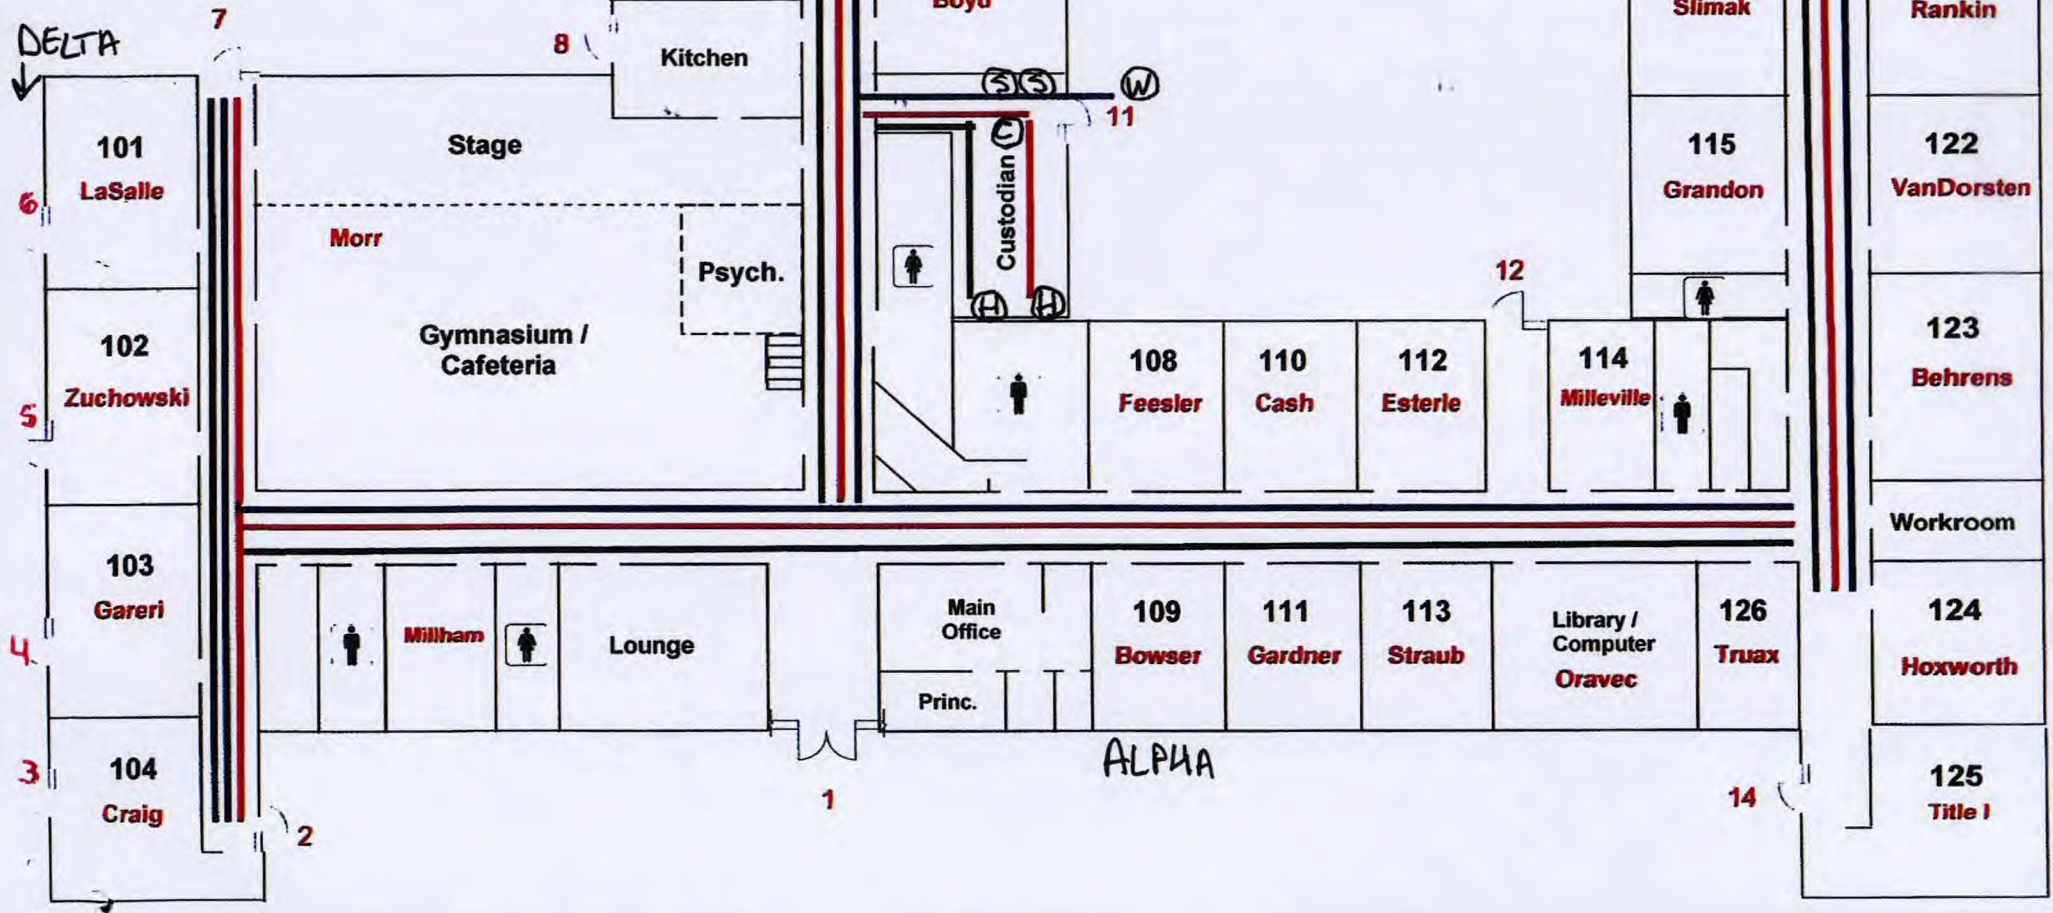 7
DELTA
8
Kitchen
Boyd
Slimak
Rankin
S
S
W
11
101
LaSalle
6
Stage
C
Custodian
115
Grandon
122
VanDorsten
Morr
Psych.
12
H
H
102
Zuchowski
5
Gymnasium /
Cafeteria
108
Feesler
110
Cash
112
Esterle
114
Milleville
123
Behrens
Workroom
103
Gareri
4
Millham
Lounge
Main
Office
Princ.
109
Bowser
111
Gardner
113
Straub
Library /
Computer
Oravec
126
Truax
124
Hoxworth
ALPHA
3
104
Craig
2
1
14
125
Title I